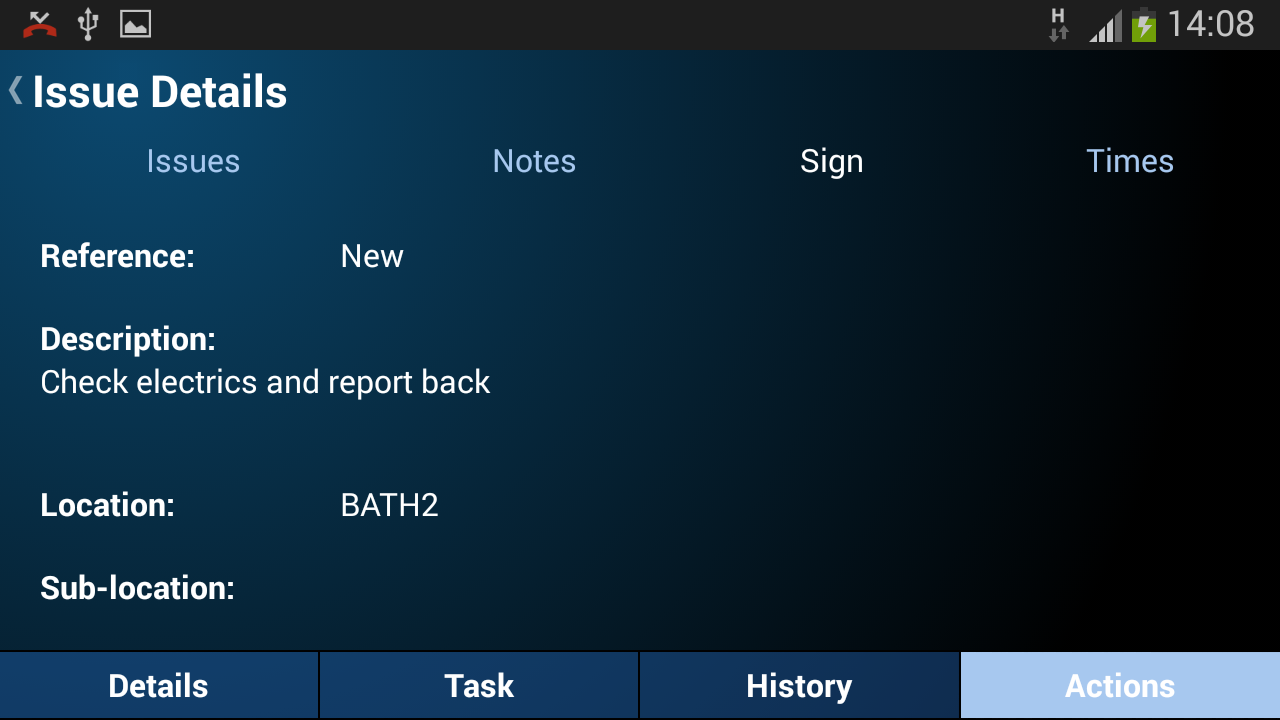 H 14:08
Issue Details
Issues Notes Sign Times
Reference: New
Description:
Check electrics and report back
Location: BATH2
Sub-location:
Details Task History Actions